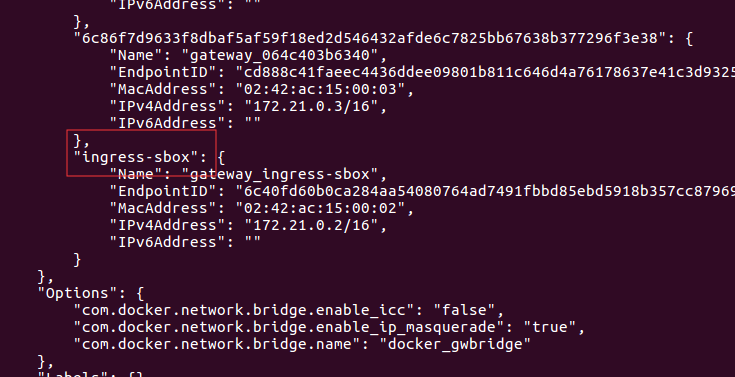 "IPv6Address": ""
},
"6c86f7d9633f8dbaf5af59f18ed2d546432afde6c7825bb67638b377296f3e38": {
"Name": "gateway_064c403b6340",
"EndpointID": "cd888c41faeec4436ddee09801b811c646d4a76178637e41c3d9325
"MacAddress": "02:42:ac:15:00:03",
"IPv4Address": "172.21.0.3/16",
"IPv6Address": ""
},
"ingress-sbox": {
"Name": "gateway_ingress-sbox",
"EndpointID": "6c40fd60b0ca284aa54080764ad7491fbbd85ebd5918b357cc87969
"MacAddress": "02:42:ac:15:00:02",
"IPv4Address": "172.21.0.2/16",
"IPv6Address": ""
}
},
"Options": {
"com.docker.network.bridge.enable_icc": "false",
"com.docker.network.bridge.enable_ip_masquerade": "true",
"com.docker.network.bridge.name": "docker_gwbridge"
},
"Labels": {}